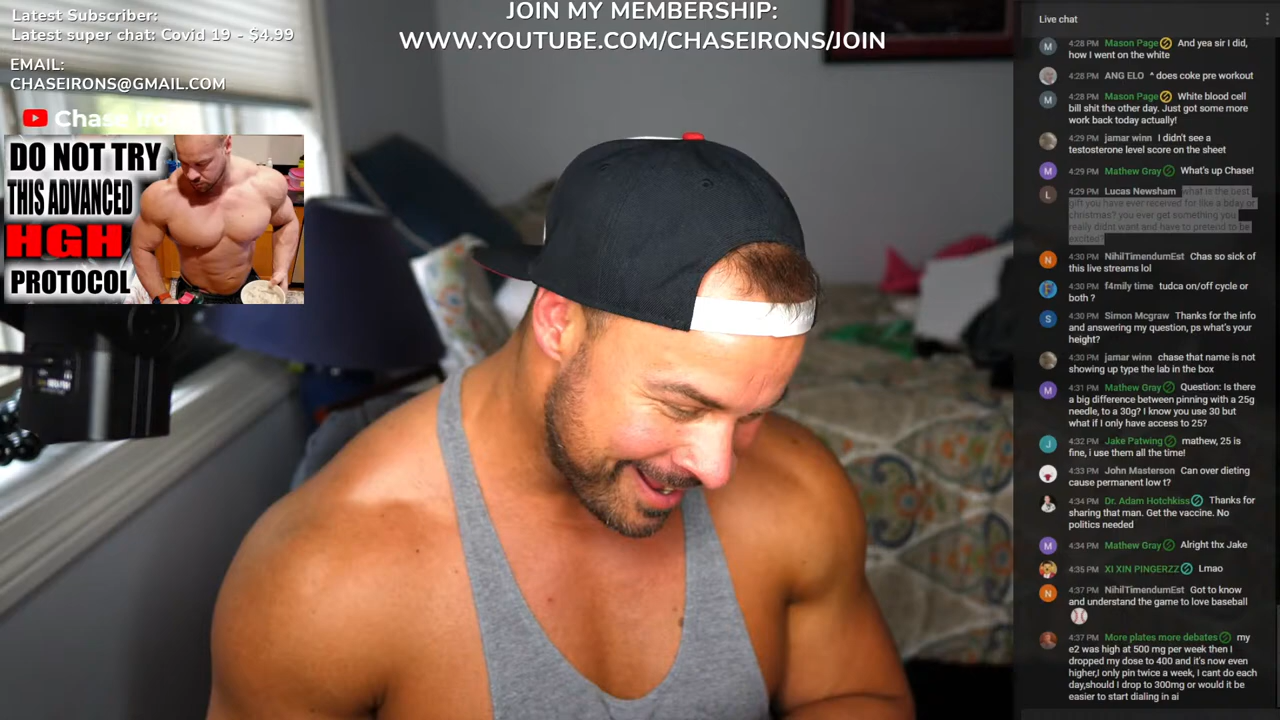 Latest Subscriber:
Latest super chat: Covid 19 - $4.99
EMAIL:
CHASEIRONS@GMAIL.COM
Chase Irons
DO NOT TRY
THIS ADVANCED
HGH
PROTOCOL
JOIN MY MEMBERSHIP:
WWW.YOUTUBE.COM/CHASEIRONS/JOIN
Live chat
4:28 PM Mason Page And yea sir I did,
how I went on the white
4:28 PM ANG ELO ^ does coke pre workout
4:28 PM Mason Page White blood cell
bill shit the other day. Just got some more
work back today actually!
4:29 PM jamar winn I didn't see a
testosterone level score on the sheet
4:29 PM Mathew Gray What's up Chase!
4:29 PM Lucas Newsham what is the best
gift you have ever received for like a bday or
christmas? you ever get something you
really didnt want and have to pretend to be
excited?
4:30 PM NihilTimendumEst Chas so sick of
this live streams lol
4:30 PM f4mily time tudca on/off cycle or
both ?
4:30 PM Simon Mcgraw Thanks for the info
and answering my question, ps what's your
height?
4:30 PM jamar winn chase that name is not
showing up type the lab in the box
4:31 PM Mathew Gray Question: Is there
a big difference between pinning with a 25g
needle, to a 30g? I know you use 30 but
what if I only have access to 25?
4:32 PM Jake Patwing mathew, 25 is
fine, i use them all the time!
4:33 PM John Masterson Can over dieting
cause permanent low t?
4:34 PM Dr. Adam Hotchkiss Thanks for
sharing that man. Get the vaccine. No
politics needed
4:34 PM Mathew Gray Alright thx Jake
4:35 PM XI XIN PINGERZZ Lmao
4:37 PM NihilTimendumEst Got to know
and understand the game to love baseball
4:37 PM More plates more debates my
e2 was high at 500 mg per week then I
dropped my dose to 400 and it's now even
higher,I only pin twice a week, I cant do each
day,should I drop to 300mg or would it be
easier to start dialing in ai